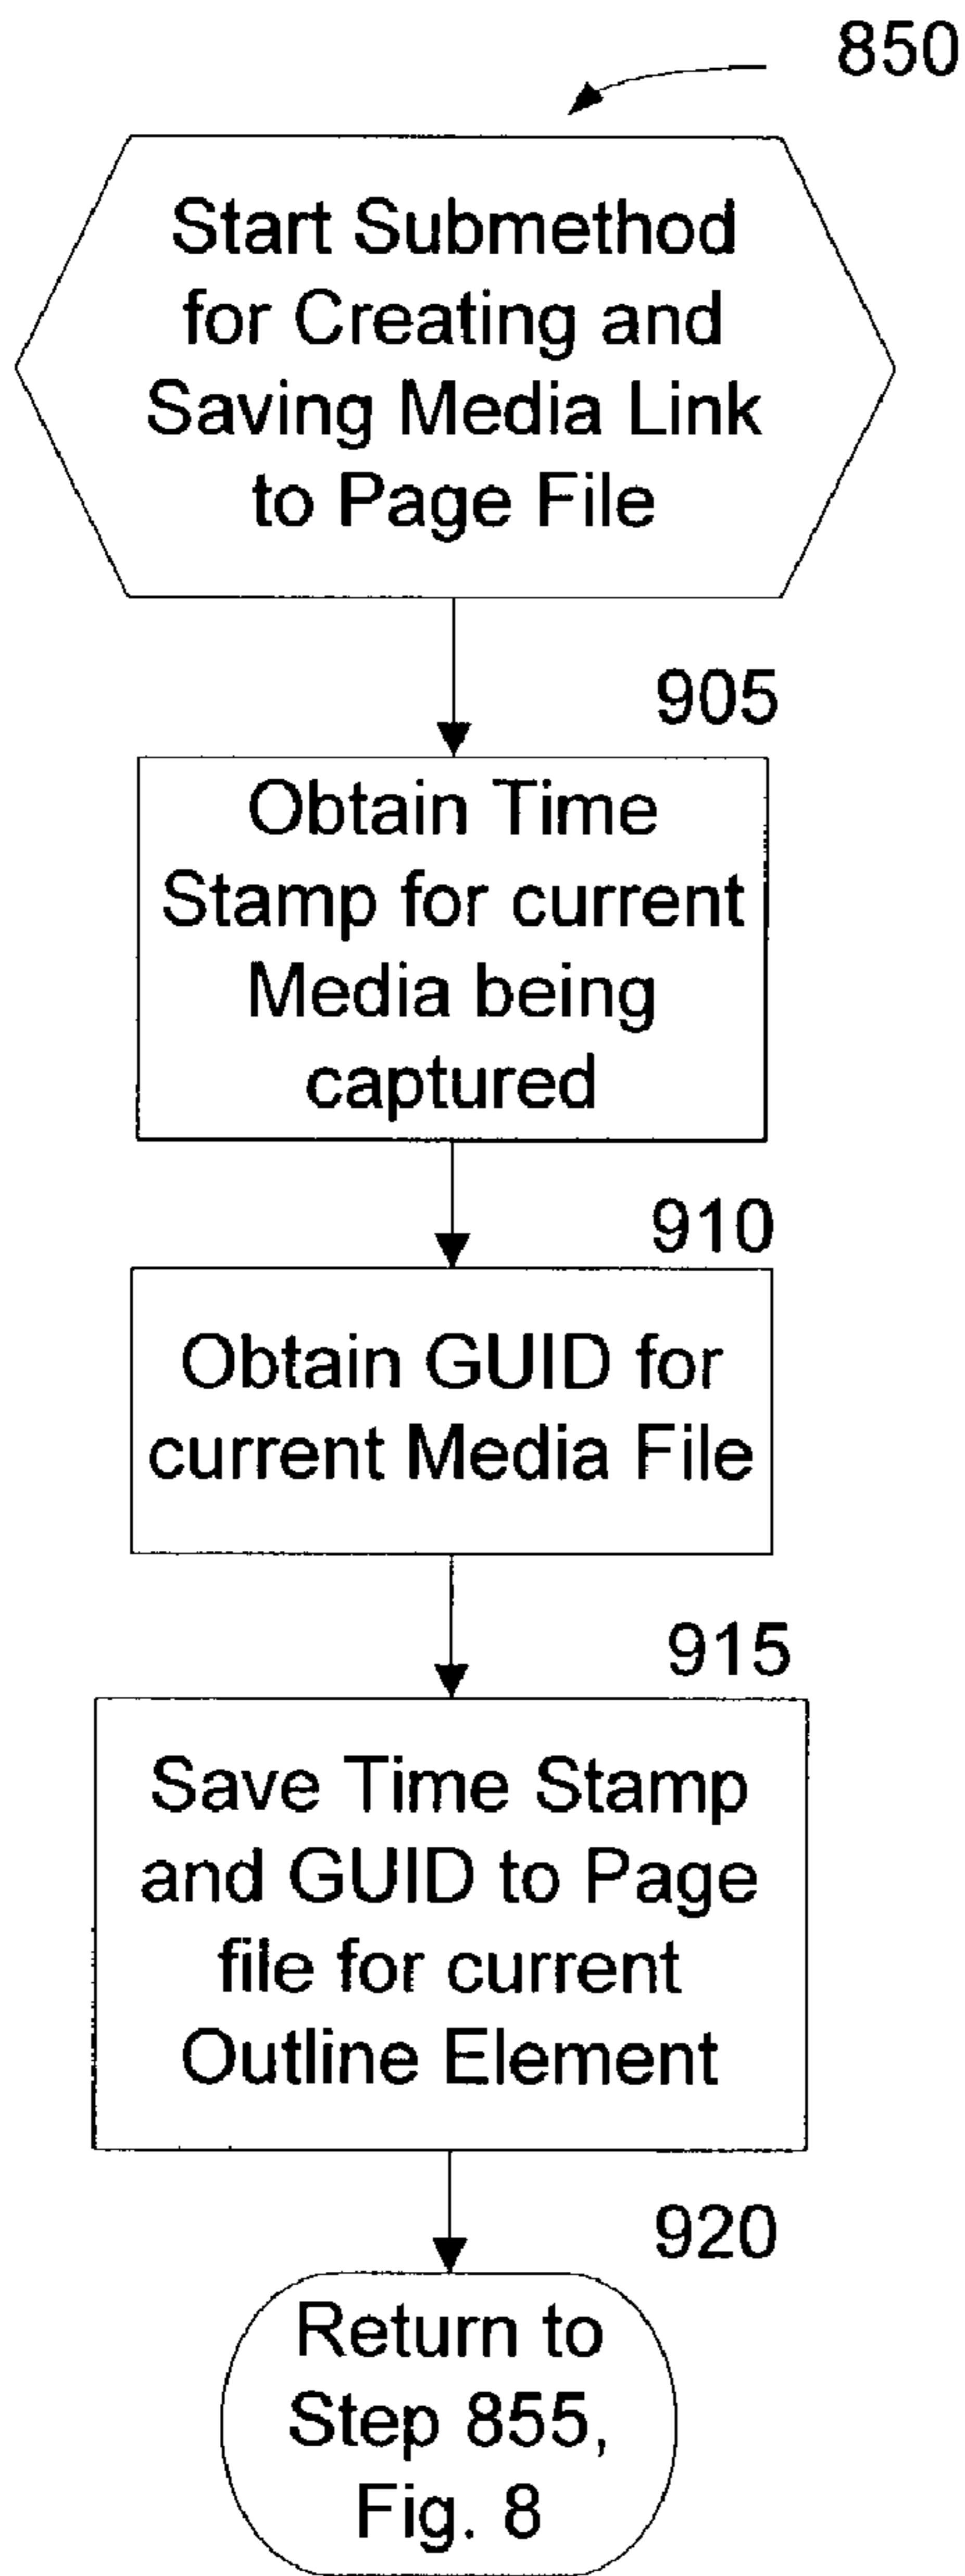 850
Start Submethod
for Creating and
Saving Media Link
to Page File
905
Obtain Time
Stamp for current
Media being
captured
910
Obtain GUID for
current Media File
915
Save Time Stamp
and GUID to Page
file for current
Outline Element
920
Return to
Step 855,
Fig. 8